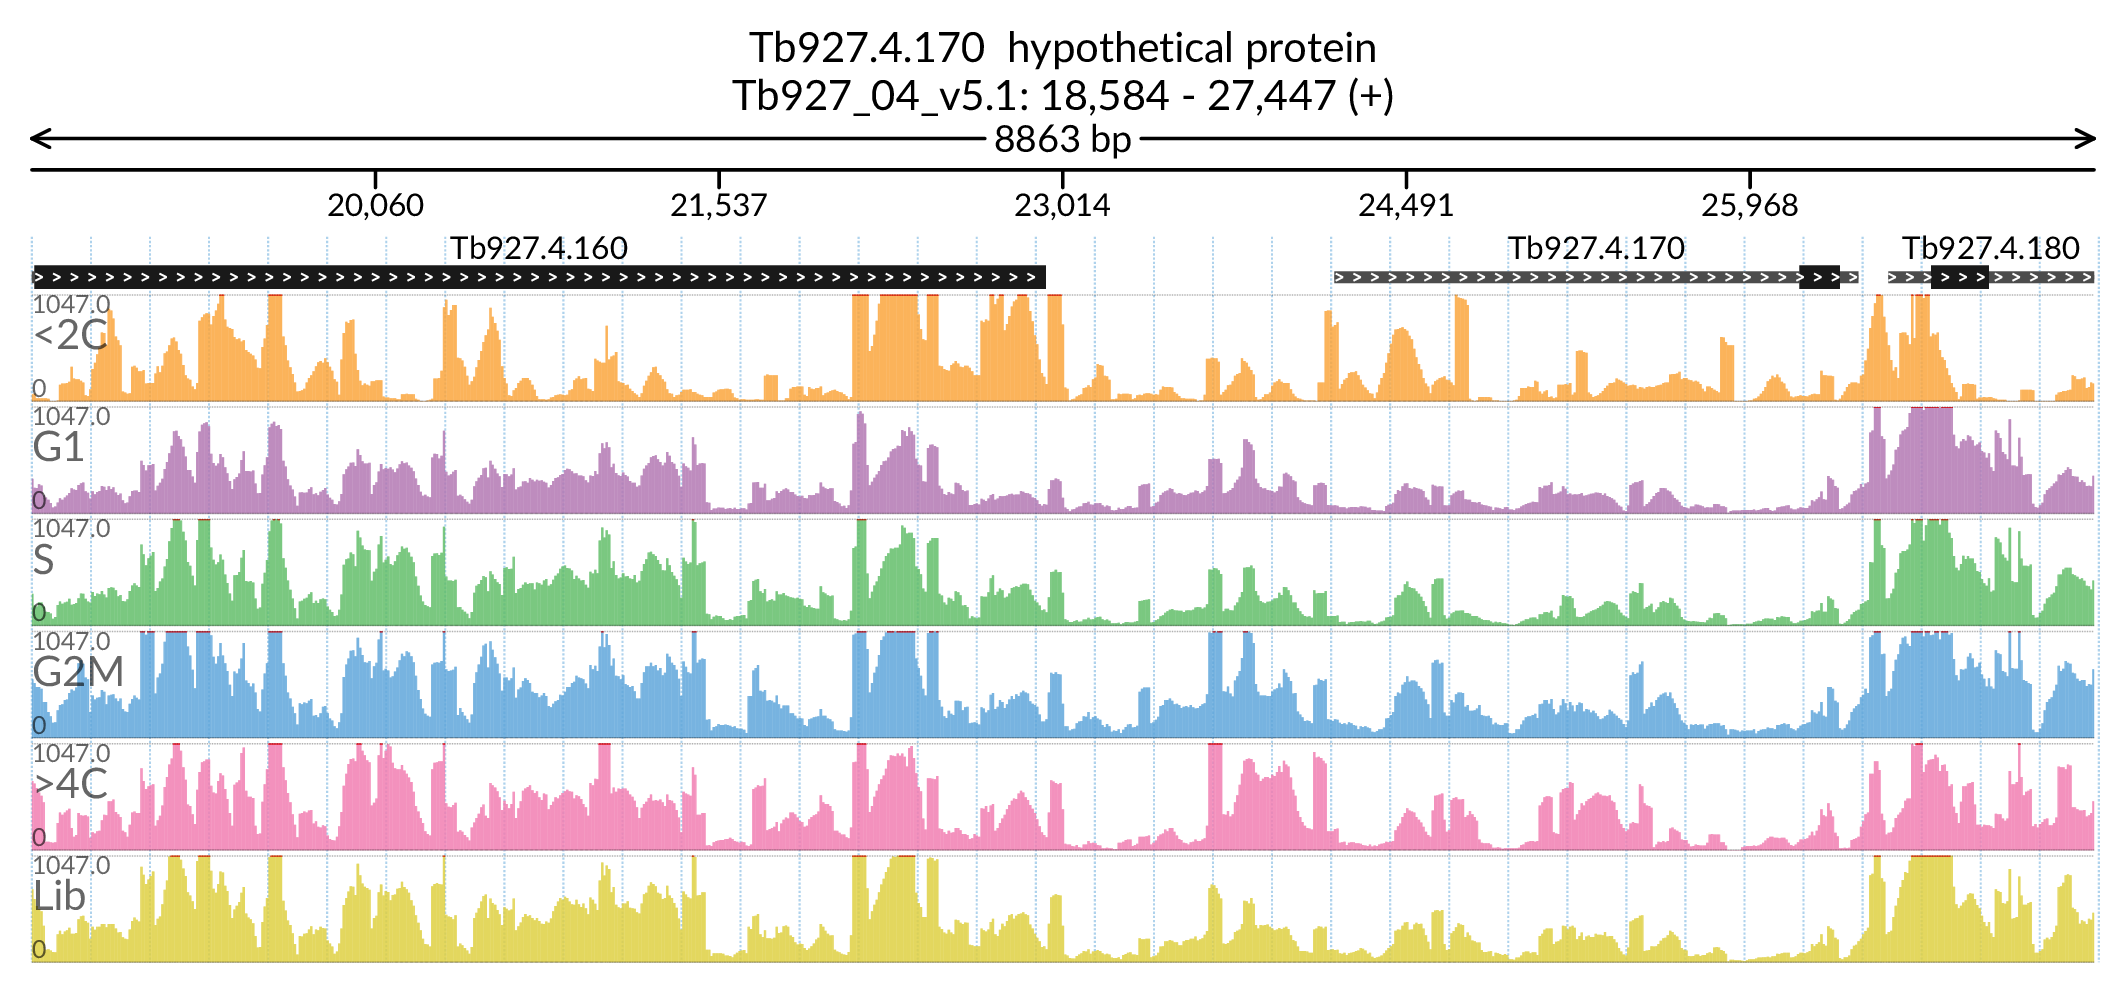 Tb927.4.170  hypothetical protein
Tb927_04_v5.1: 18,584 - 27,447 (+)
8863 bp
20,060 21,537 23,014 24,491 25,968
Tb927.4.160 Tb927.4.170 Tb927.4.180
1047.0
<2C
0
1047.0
G1
0
1047.0
S
0
1047.0
G2M
0
1047.0
>4C
0
1047.0
Lib
0